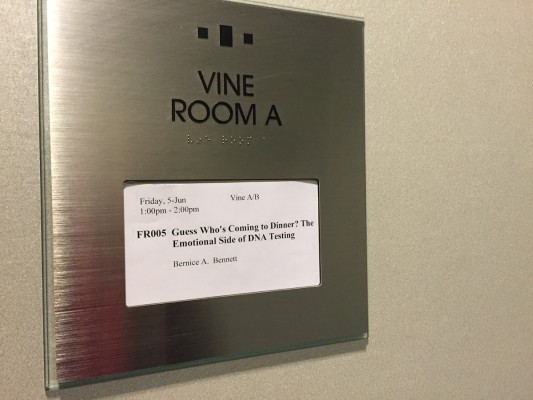 VINE
ROOM A
Friday, 5-Jun Vine A/B
1:00pm - 2:00pm
FR005 Guess Who's Coming to Dinner? The
Emotional Side of DNA Testing
Bernice A. Bennett